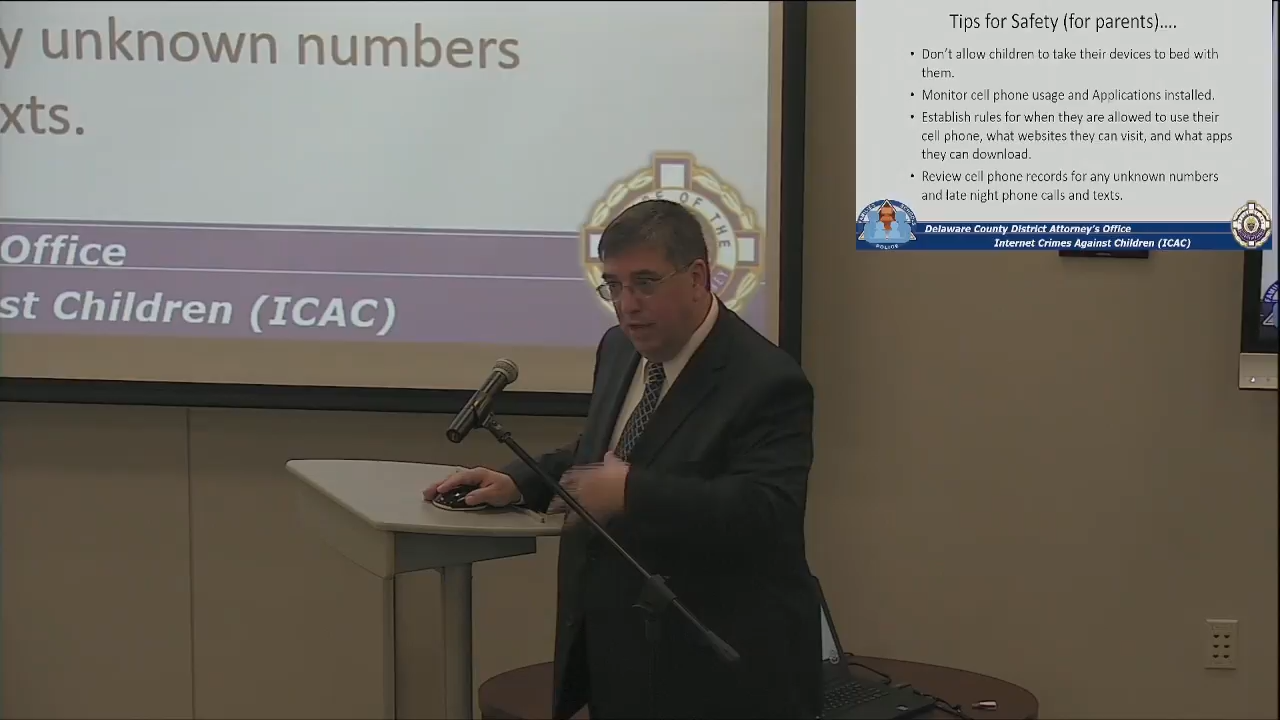 y unknown numbers
xts.
Office
st Children (ICAC)
OF THE
Tips for Safety (for parents)....
• Don't allow children to take their devices to bed with
them.
• Monitor cell phone usage and Applications installed.
• Establish rules for when they are allowed to use their
cell phone, what websites they can visit, and what apps
they can download.
• Review cell phone records for any unknown numbers
and late night phone calls and texts.
POLICE
Delaware County District Attorney's Office
Internet Crimes Against Children (ICAC)